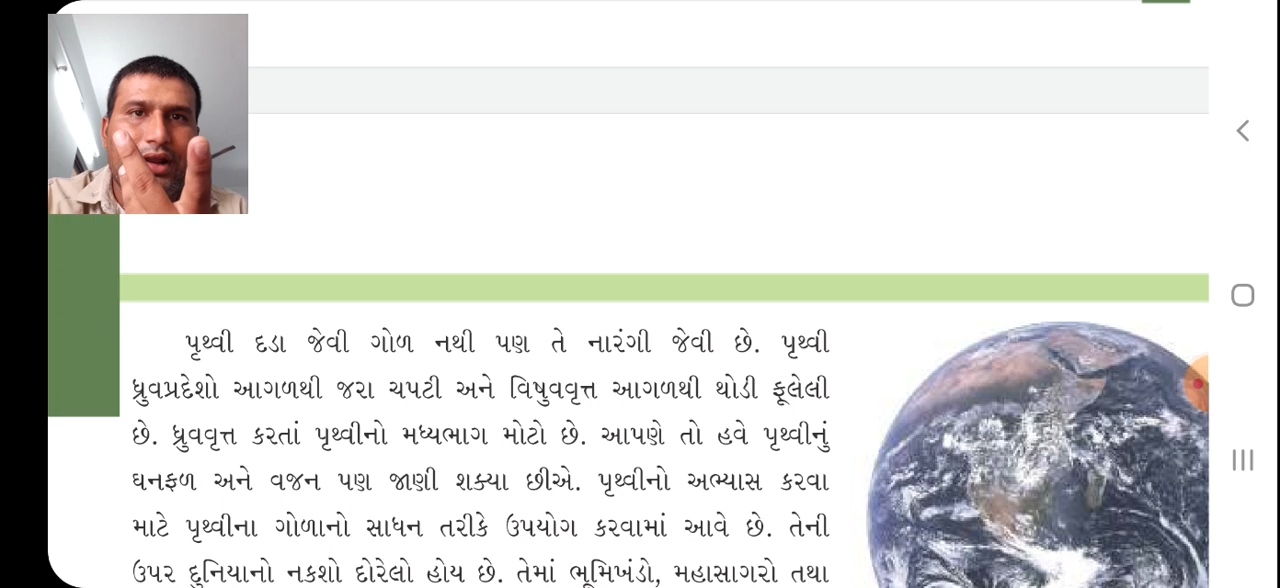 પૃથ્વી દડા જેવી ગોળ નથી પણ તે નારંગી જેવી છે. પૃથ્વી
ધ્રુવપ્રદેશો આગળથી જરા ચપટી અને વિષુવવૃત્ત આગળથી થોડી ફૂલેલી
છે. ધ્રુવવૃત્ત કરતાં પૃથ્વીનો મધ્યભાગ મોટો છે. આપણે તો હવે પૃથ્વીનું
ઘનફળ અને વજન પણ જાણી શક્યા છીએ. પૃથ્વીનો અભ્યાસ કરવા
માટે પૃથ્વીના ગોળાનો સાધન તરીકે ઉપયોગ કરવામાં આવે છે. તેની
ઉપર દુનિયાનો નકશો દોરેલો હોય છે. તેમાં ભૂમિખંડો, મહાસાગરો તથા